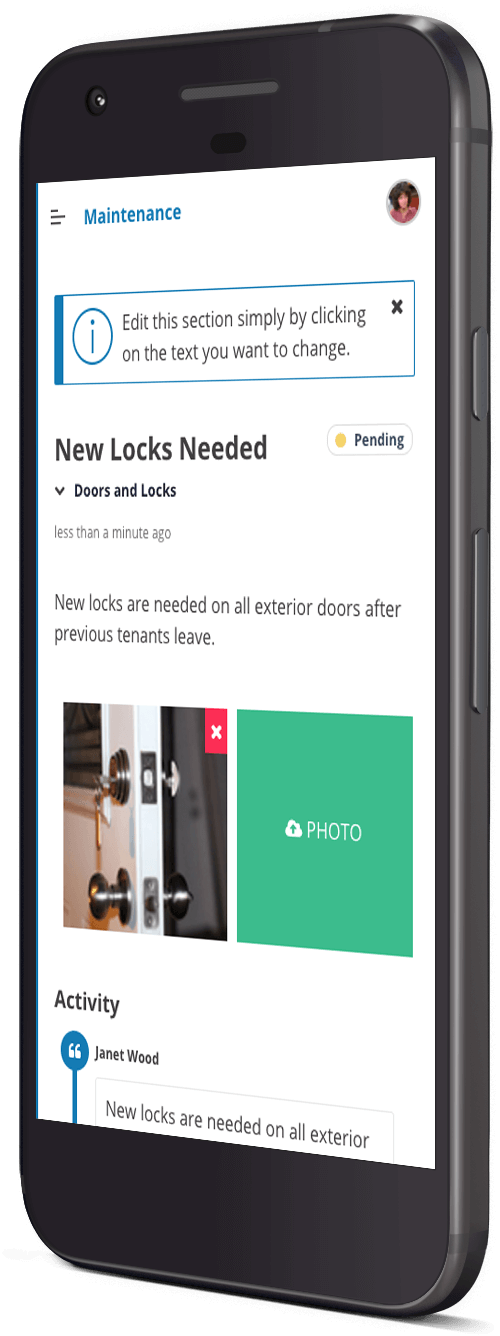 Maintenance
Edit this section simply by clicking
on the text you want to change.
New Locks Needed
Pending
Doors and Locks
less than a minute ago
New locks are needed on all exterior doors after
previous tenants leave.
PHOTO
Activity
Janet Wood
New locks are needed on all exterior